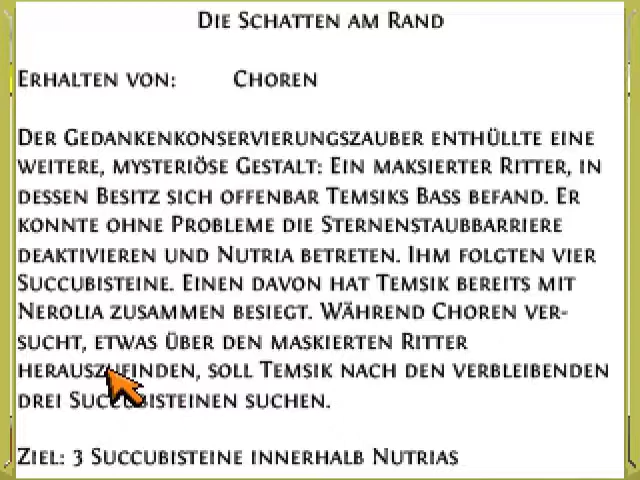 Die Schatten am Rand
Erhalten von: Choren
Der Gedankenkonservierungszauber enthüllte eine
weitere, mysteriöse Gestalt: Ein maksierter Ritter, in
dessen Besitz sich offenbar Temsiks Bass befand. Er
konnte ohne Probleme die Sternenstaubbarriere
deaktivieren und Nutria betreten. Ihm folgten vier
Succubisteine. Einen davon hat Temsik bereits mit
Nerolia zusammen besiegt. Während Choren ver-
sucht, etwas über den maskierten Ritter
herauszufinden, soll Temsik nach den verbleibenden
drei Succubisteinen suchen.
Ziel: 3 Succubisteine innerhalb Nutrias